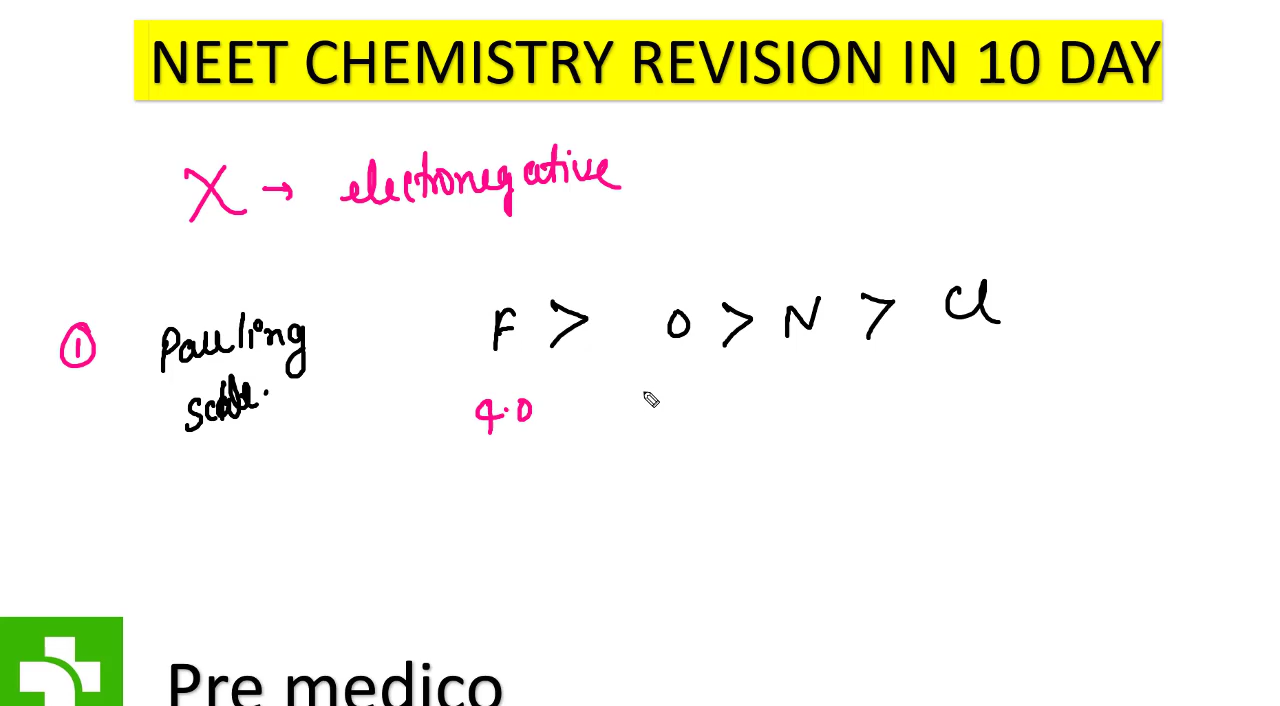 NEET CHEMISTRY REVISION IN 10 DAY
X → electronegative
① Pauling F > O > N > Cl
scale.
4.0
Pre medico